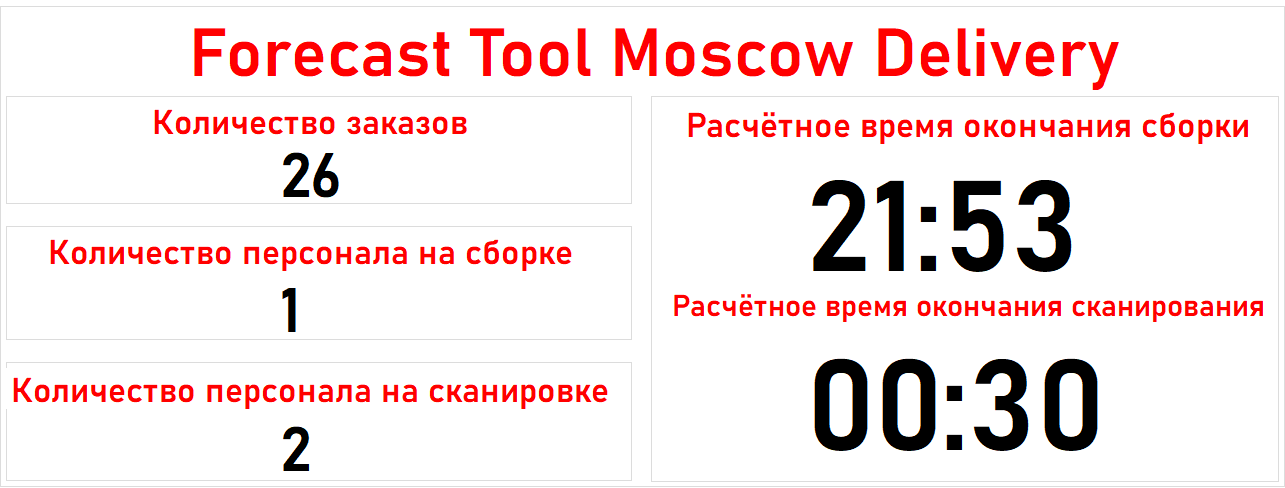 Forecast Tool Moscow Delivery
Количество заказов
26
Количество персонала на сборке
1
Количество персонала на сканировке
2
Расчётное время окончания сборки
21:53
Расчётное время окончания сканирования
00:30